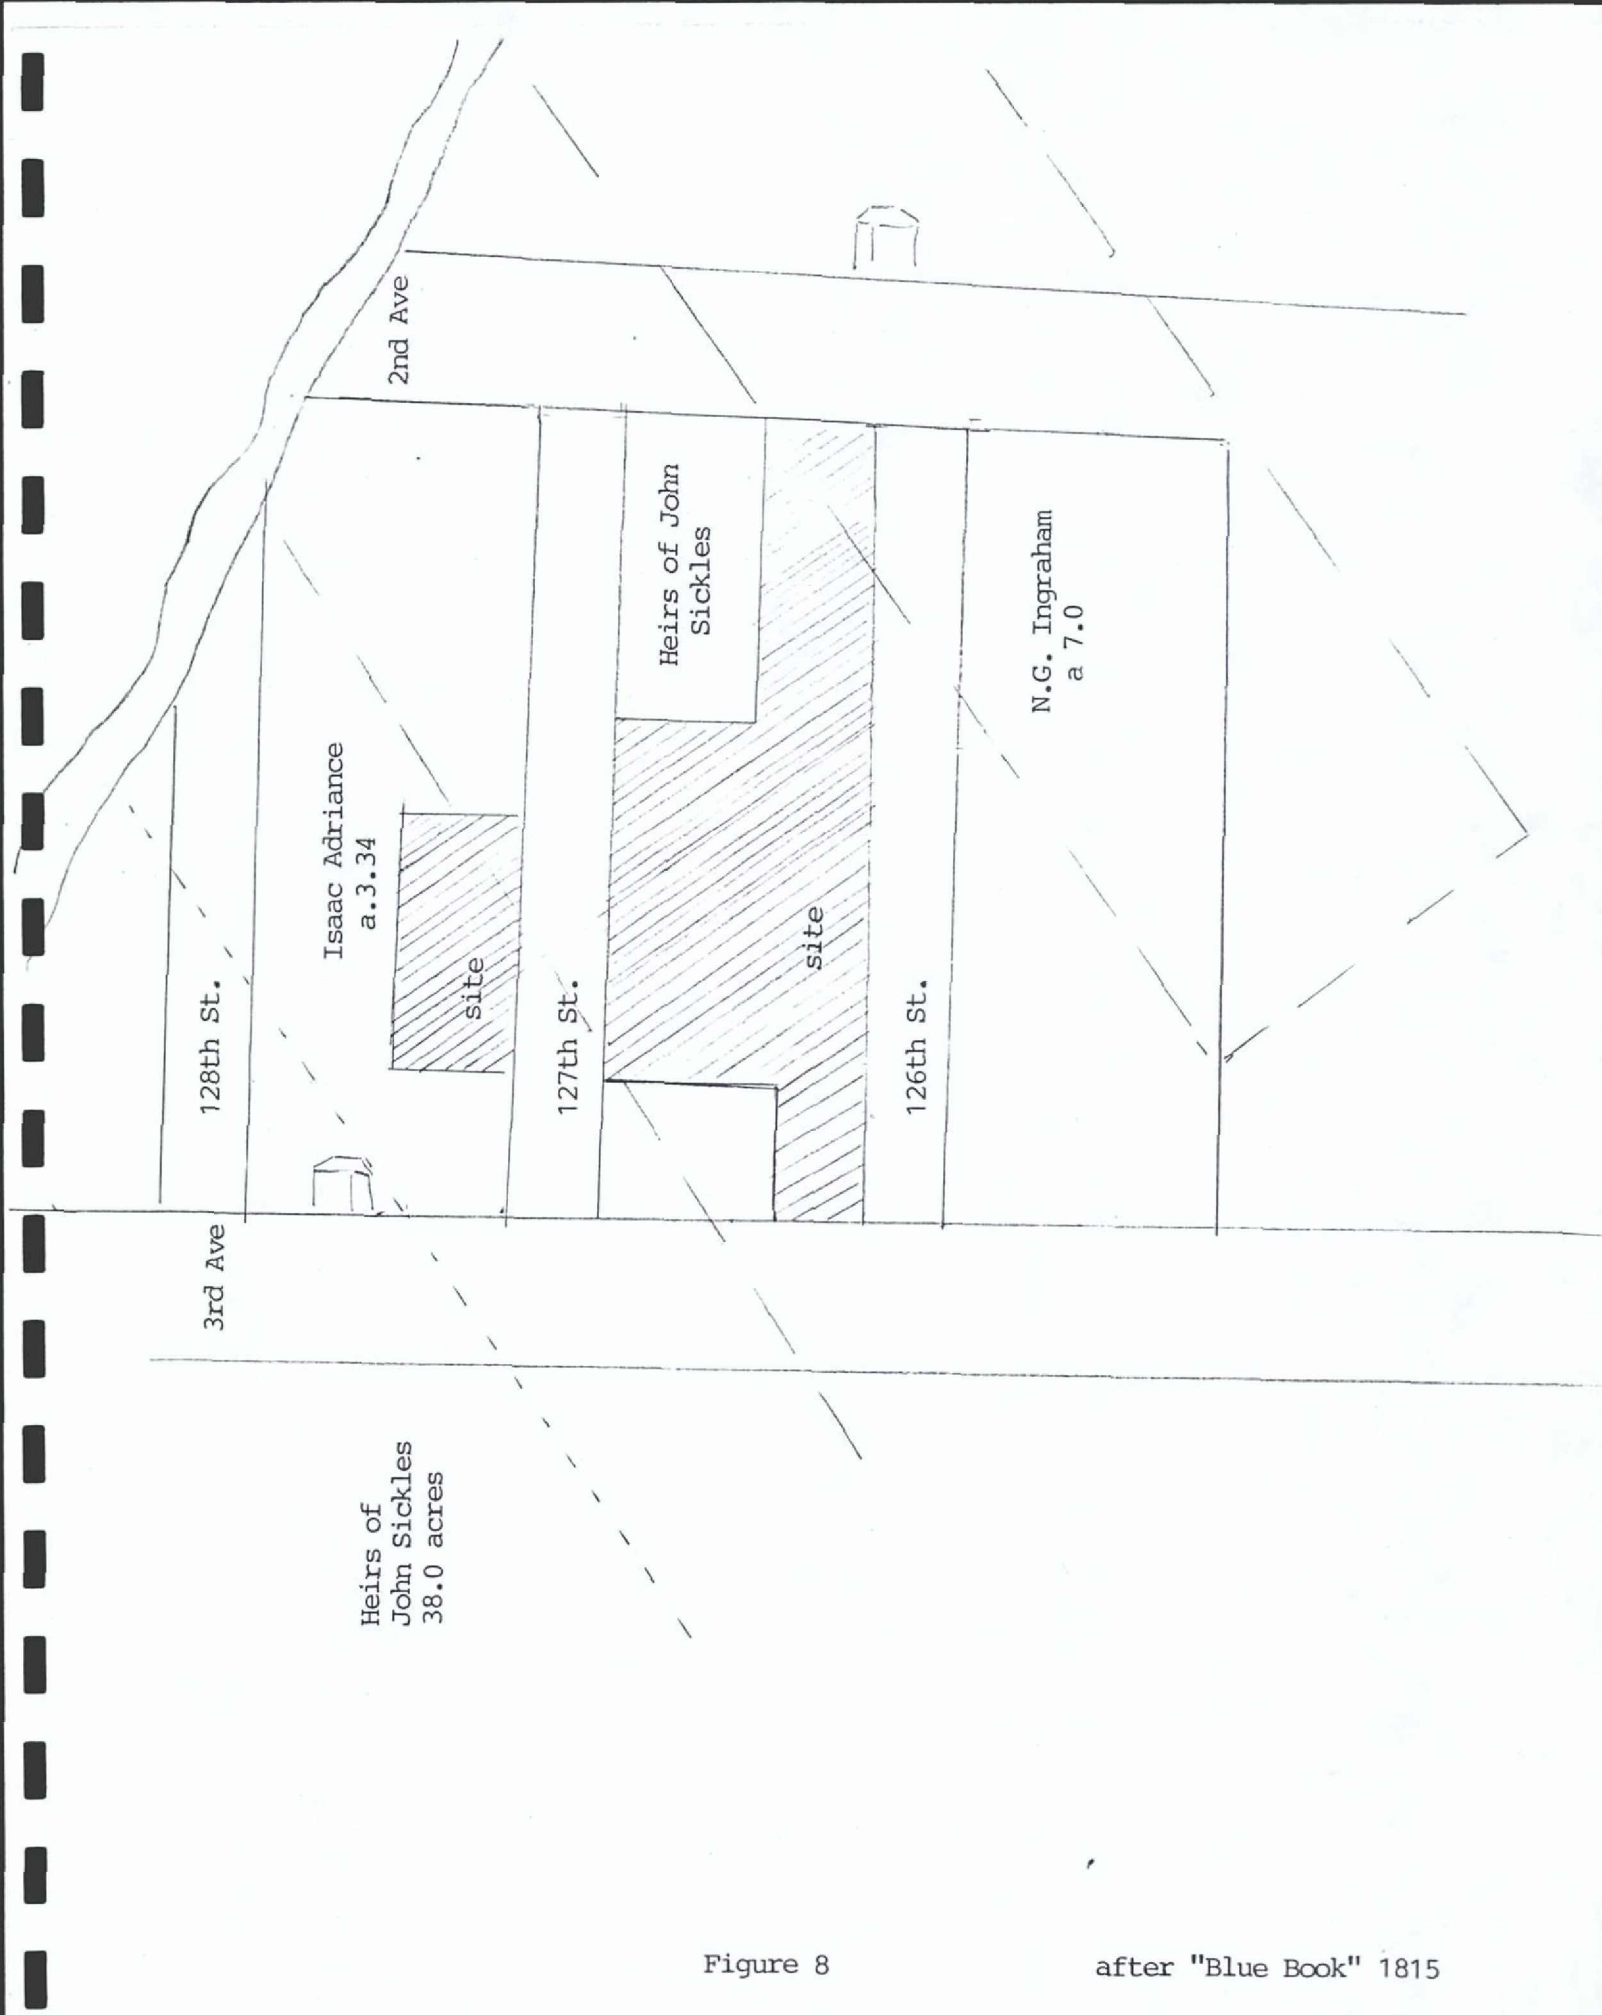 2nd Ave
Heirs of John
Sickles
N.G. Ingraham
a 7.0
Isaac Adriance
a.3.34
site
site
128th St.
127th St.
126th St.
3rd Ave
Heirs of
John Sickles
38.0 acres
Figure 8
after "Blue Book" 1815